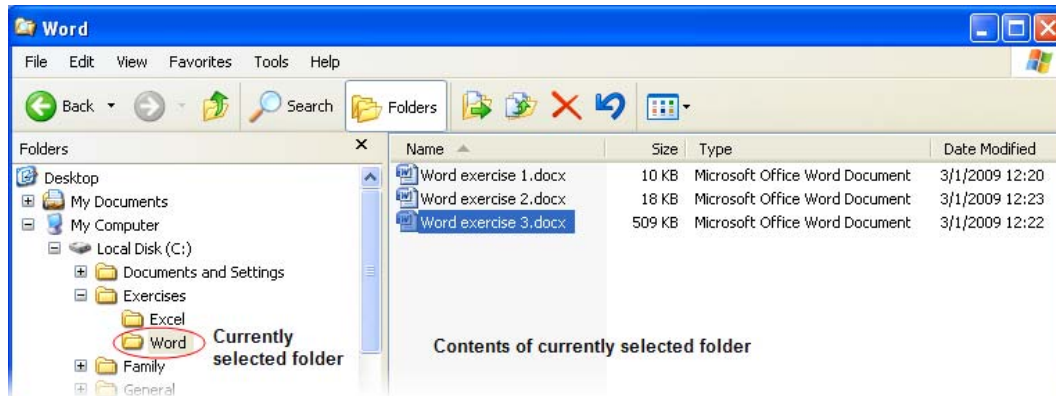 Word
File Edit View Favorites Tools Help
Back Search Folders
Folders x
Name Size Type Date Modified
Desktop
My Documents
My Computer
Local Disk (C:)
Documents and Settings
Exercises
Excel
Word
Family
General
Currently
selected folder
Word exercise 1.docx 10 KB Microsoft Office Word Document 3/1/2009 12:20
Word exercise 2.docx 18 KB Microsoft Office Word Document 3/1/2009 12:23
Word exercise 3.docx 509 KB Microsoft Office Word Document 3/1/2009 12:22
Contents of currently selected folder